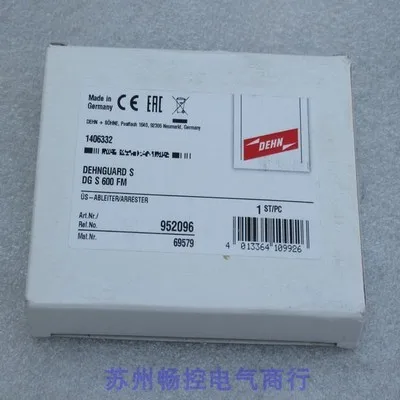 Made in
Germany
CE EAC
DEHN + SÖHNE, Postfach 1640, 92306 Neumarkt, Germany
DEHN
1406332
DEHNGUARD S
DG S 600 FM
ÜS-ABLEITER/ARRESTER
1 ST/PC
Art.Nr./
Ref.No. 952096
Mat.Nr. 69579
4 013364 109926
苏州畅控电气商行